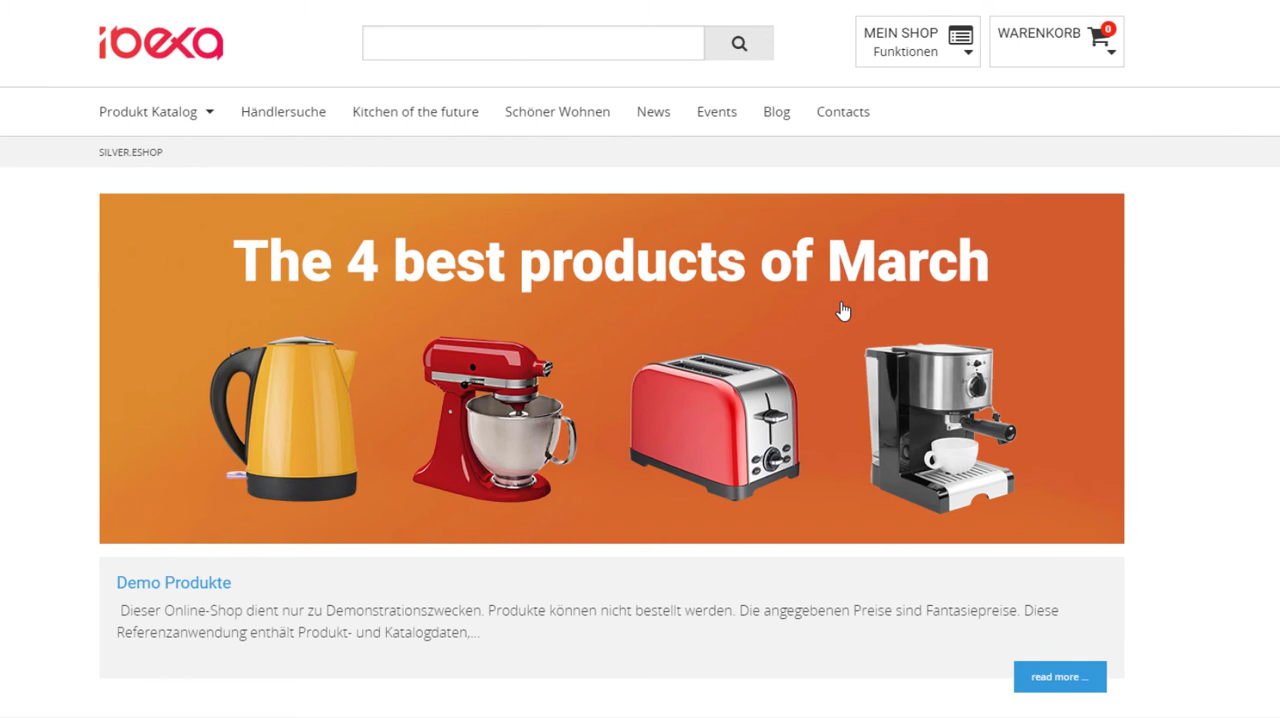 ibexa
MEIN SHOP
Funktionen
WARENKORB
0
Produkt Katalog
Händlersuche
Kitchen of the future
Schöner Wohnen
News
Events
Blog
Contacts
SILVER.ESHOP
The 4 best products of March
Demo Produkte
Dieser Online-Shop dient nur zu Demonstrationszwecken. Produkte können nicht bestellt werden. Die angegebenen Preise sind Fantasiepreise. Diese
Referenzanwendung enthält Produkt- und Katalogdaten,...
read more ...